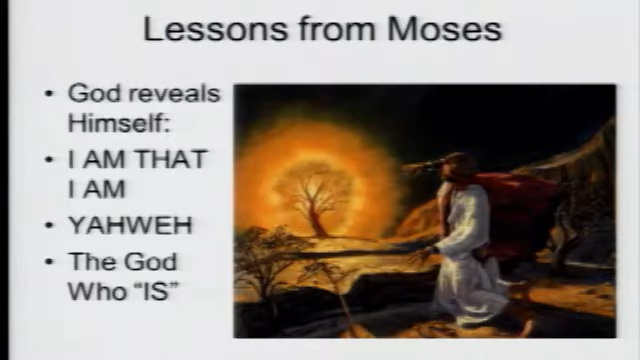 Lessons from Moses
• God reveals
Himself:
• I AM THAT
I AM
• YAHWEH
• The God
Who “IS”